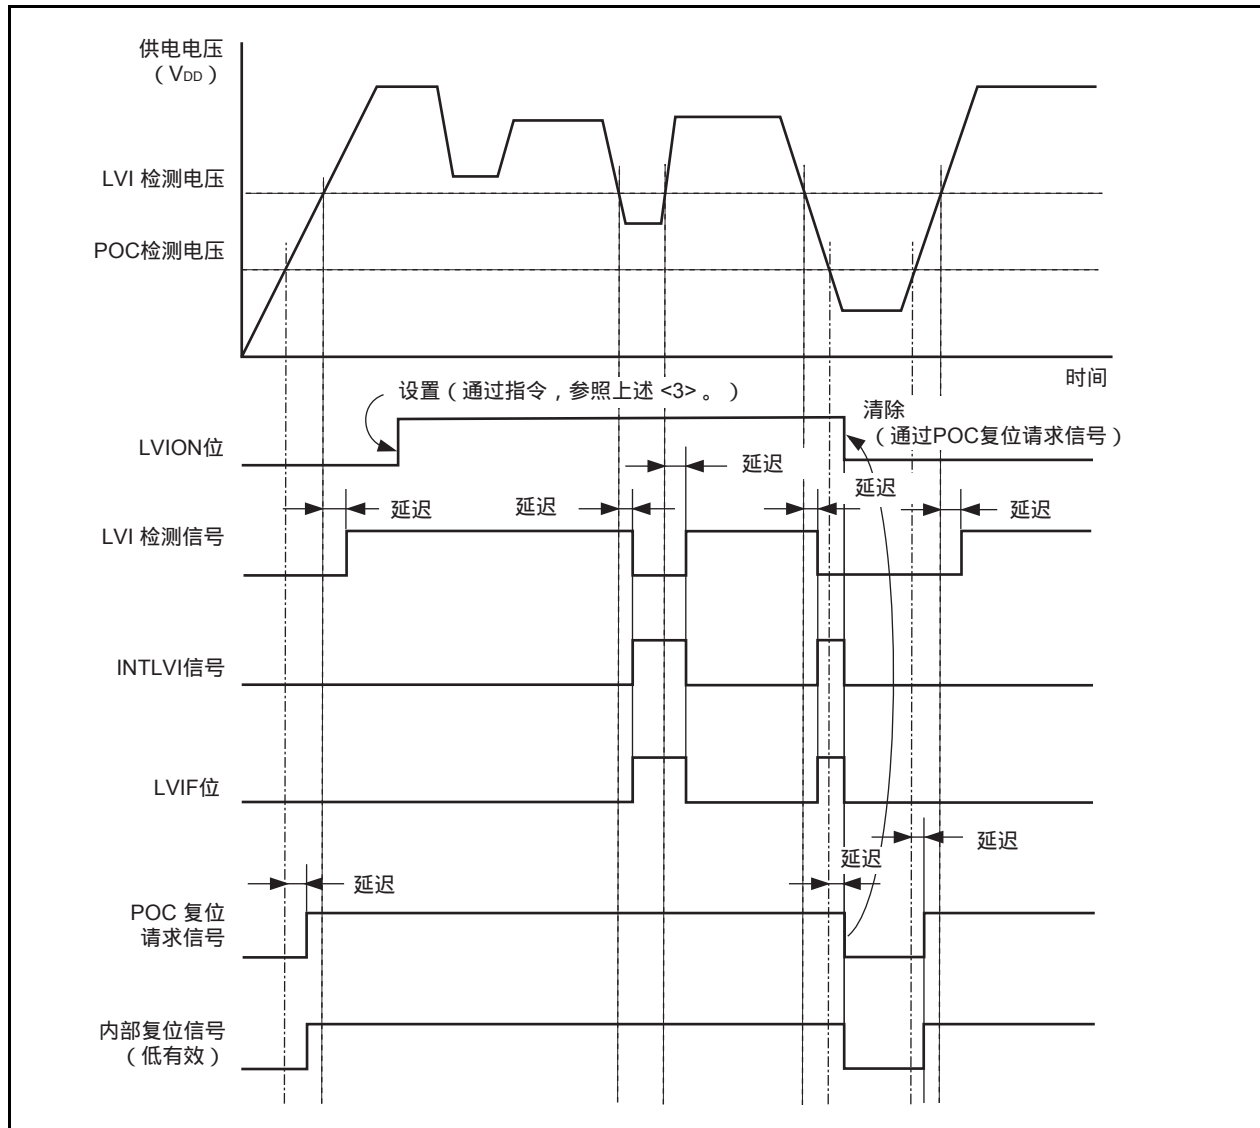 供电电压
（VDD）
LVI 检测电压
POC检测电压
时间
设置（通过指令，参照上述 <3>。）
清除
（通过POC复位请求信号）
LVION位
延迟
延迟
延迟
延迟
延迟
LVI 检测信号
INTLVI信号
LVIF位
延迟
延迟
延迟
POC 复位
请求信号
内部复位信号
（低有效）